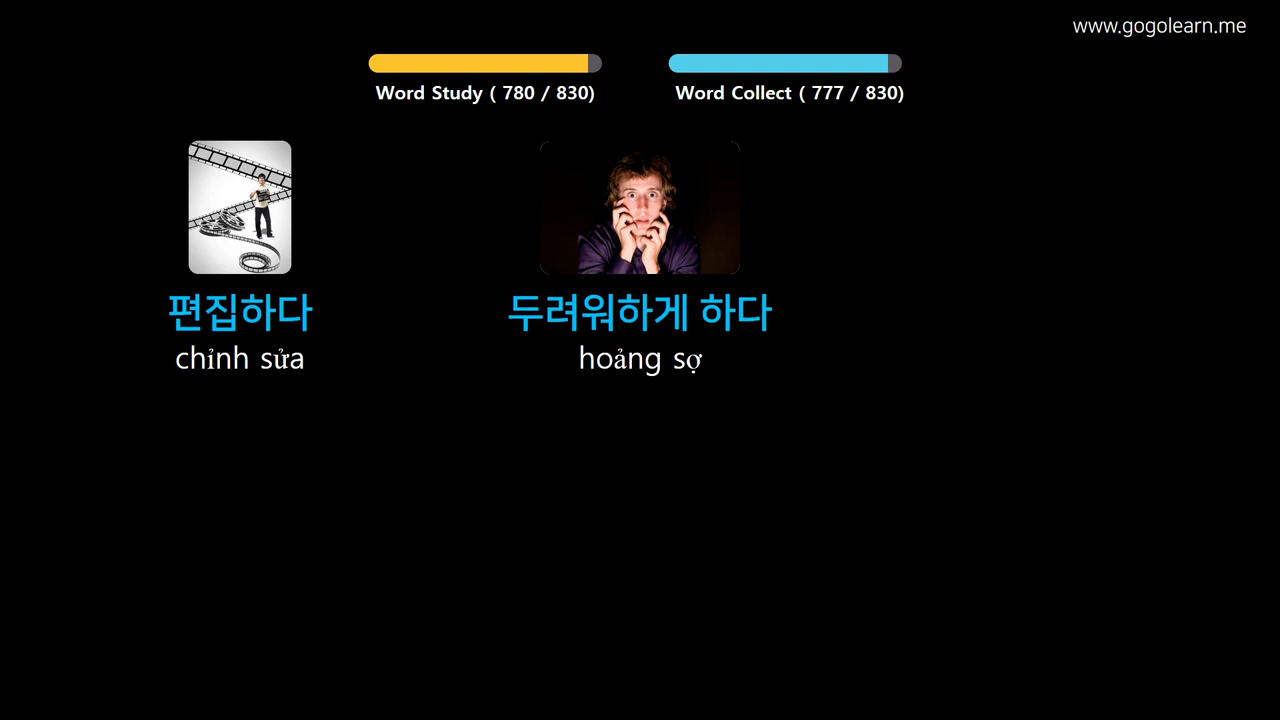 www.gogolearn.me
Word Study ( 780 / 830)
Word Collect ( 777 / 830)
편집하다
두려워하게 하다
chỉnh sửa
hoảng sợ